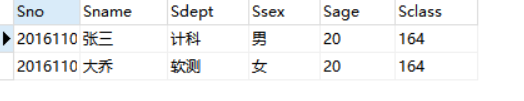 Sno Sname Sdept Ssex Sage Sclass
2016110 张三 计科 男 20 164
2016110 大乔 软测 女 20 164